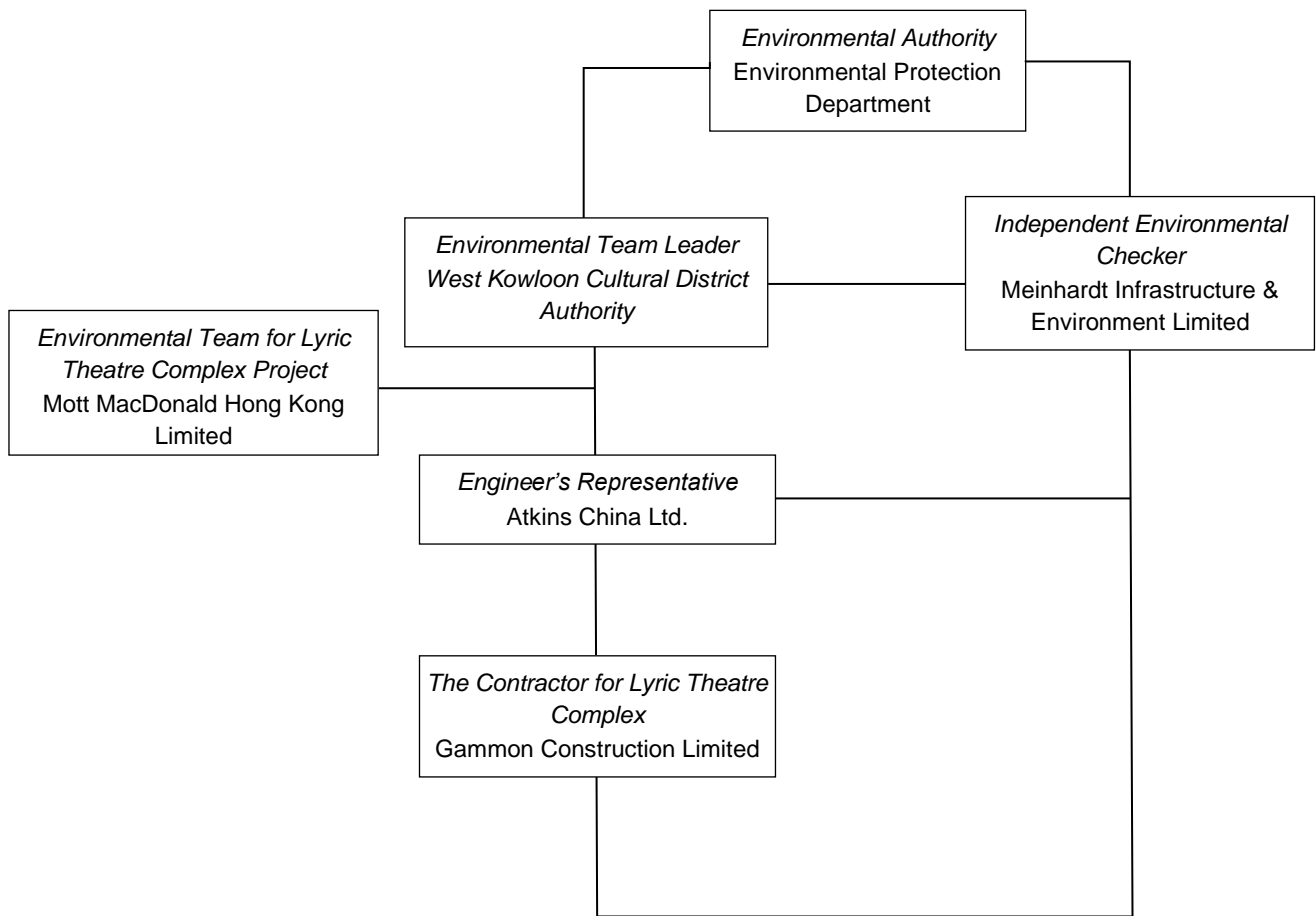 Environmental Authority
Environmental Protection
Department
Environmental Team Leader
West Kowloon Cultural District
Authority
Independent Environmental
Checker
Meinhardt Infrastructure &
Environment Limited
Environmental Team for Lyric
Theatre Complex Project
Mott MacDonald Hong Kong
Limited
Engineer’s Representative
Atkins China Ltd.
The Contractor for Lyric Theatre
Complex
Gammon Construction Limited